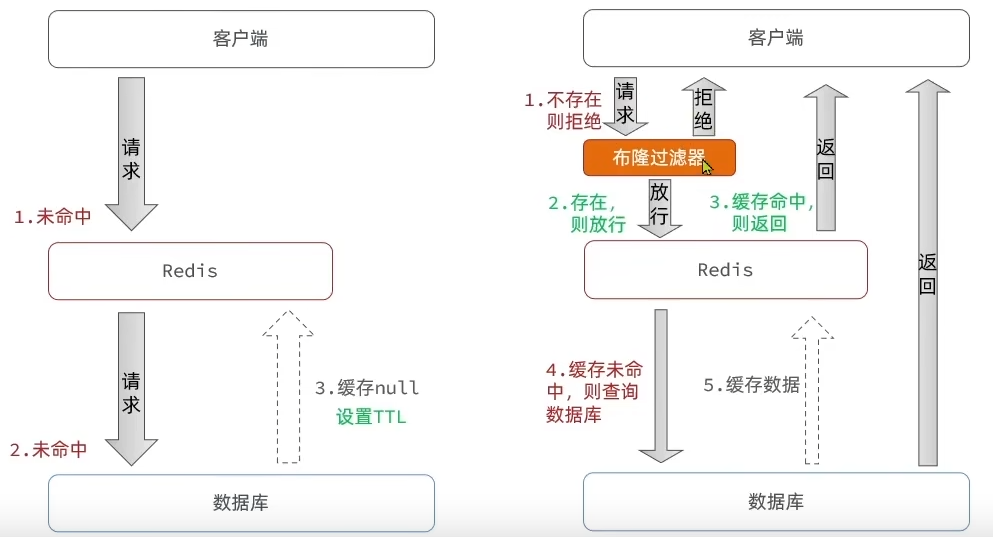 客户端
请求
1.未命中
Redis
请求
3.缓存null
设置TTL
2.未命中
数据库
客户端
1.不存在
则拒绝
请求
拒绝
布隆过滤器
2.存在，
则放行
放行
3.缓存命中，
则返回
返回
Redis
返回
4.缓存未命
中，则查询
数据库
5.缓存数据
数据库